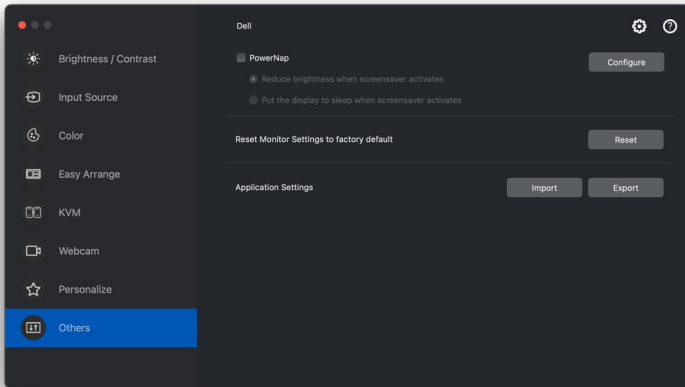 Dell
Brightness / Contrast
Input Source
Color
Easy Arrange
KVM
Webcam
Personalize
Others
PowerNap
Configure
Reduce brightness when screensaver activates
Put the display to sleep when screensaver activates
Reset Monitor Settings to factory default
Reset
Application Settings
Import
Export